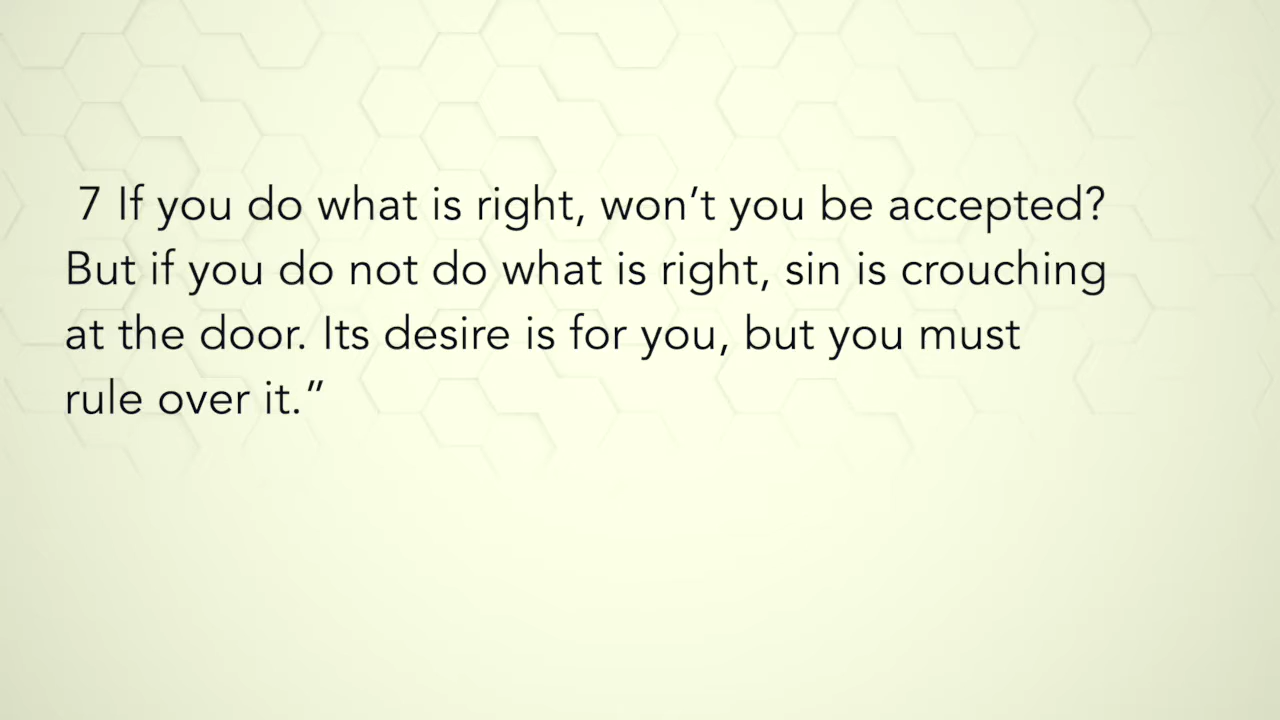 7 If you do what is right, won’t you be accepted?
But if you do not do what is right, sin is crouching
at the door. Its desire is for you, but you must
rule over it.”